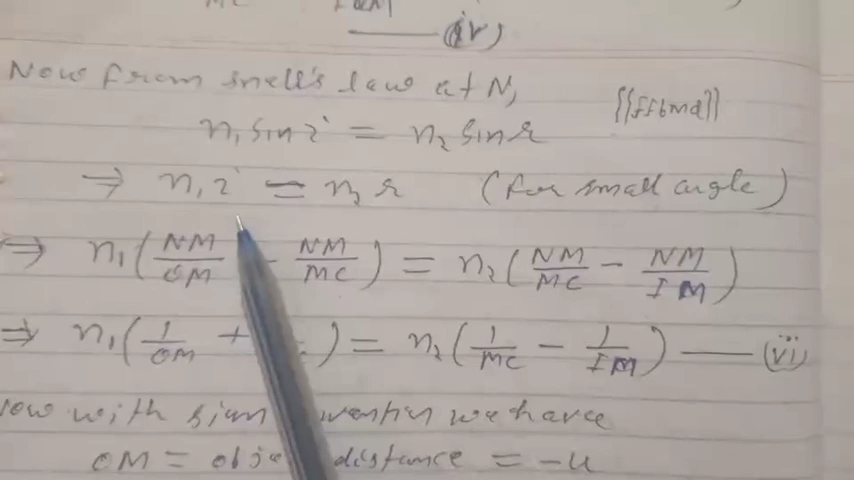 (iv)
Now from snell's law at N,
n₁ sin i = n₂ sin r
{{ffbmd}}
⇒ n₁ i = n₂ r (for small angle)
⇒ n₁(NM/OM - NM/MC) = n₂(NM/MC - NM/IM)
⇒ n₁(1/OM + ) = n₂(1/MC - 1/IM) — (vi)
Now with sign we have
OM = distance = -u